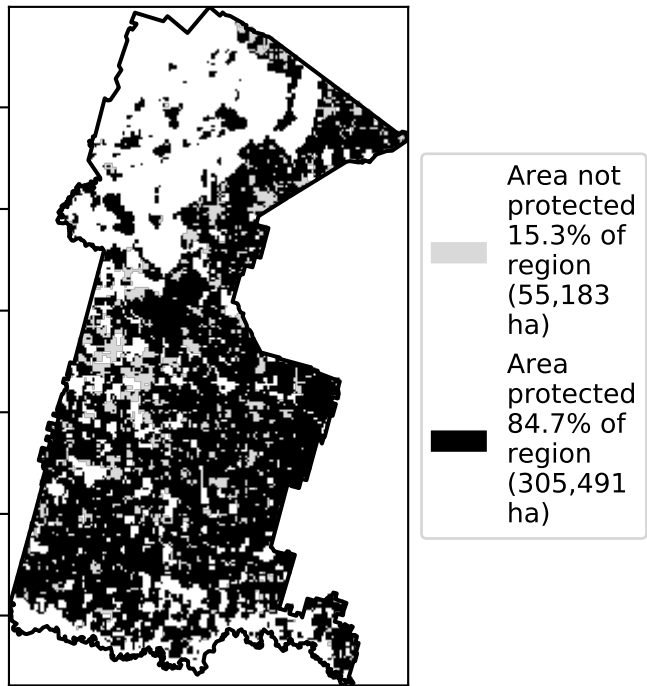 Area not
protected
15.3% of
region
(55,183
ha)
Area
protected
84.7% of
region
(305,491
ha)